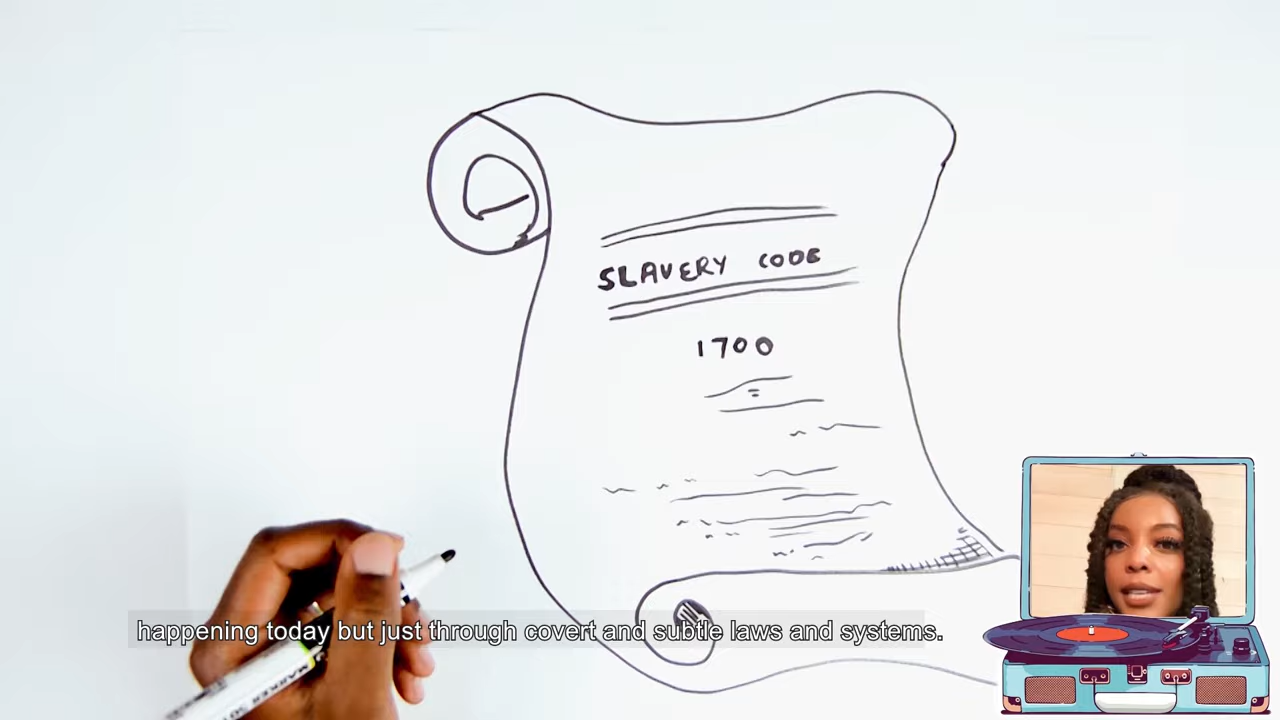 SLAVERY CODE
1700
happening today but just through covert and subtle laws and systems.